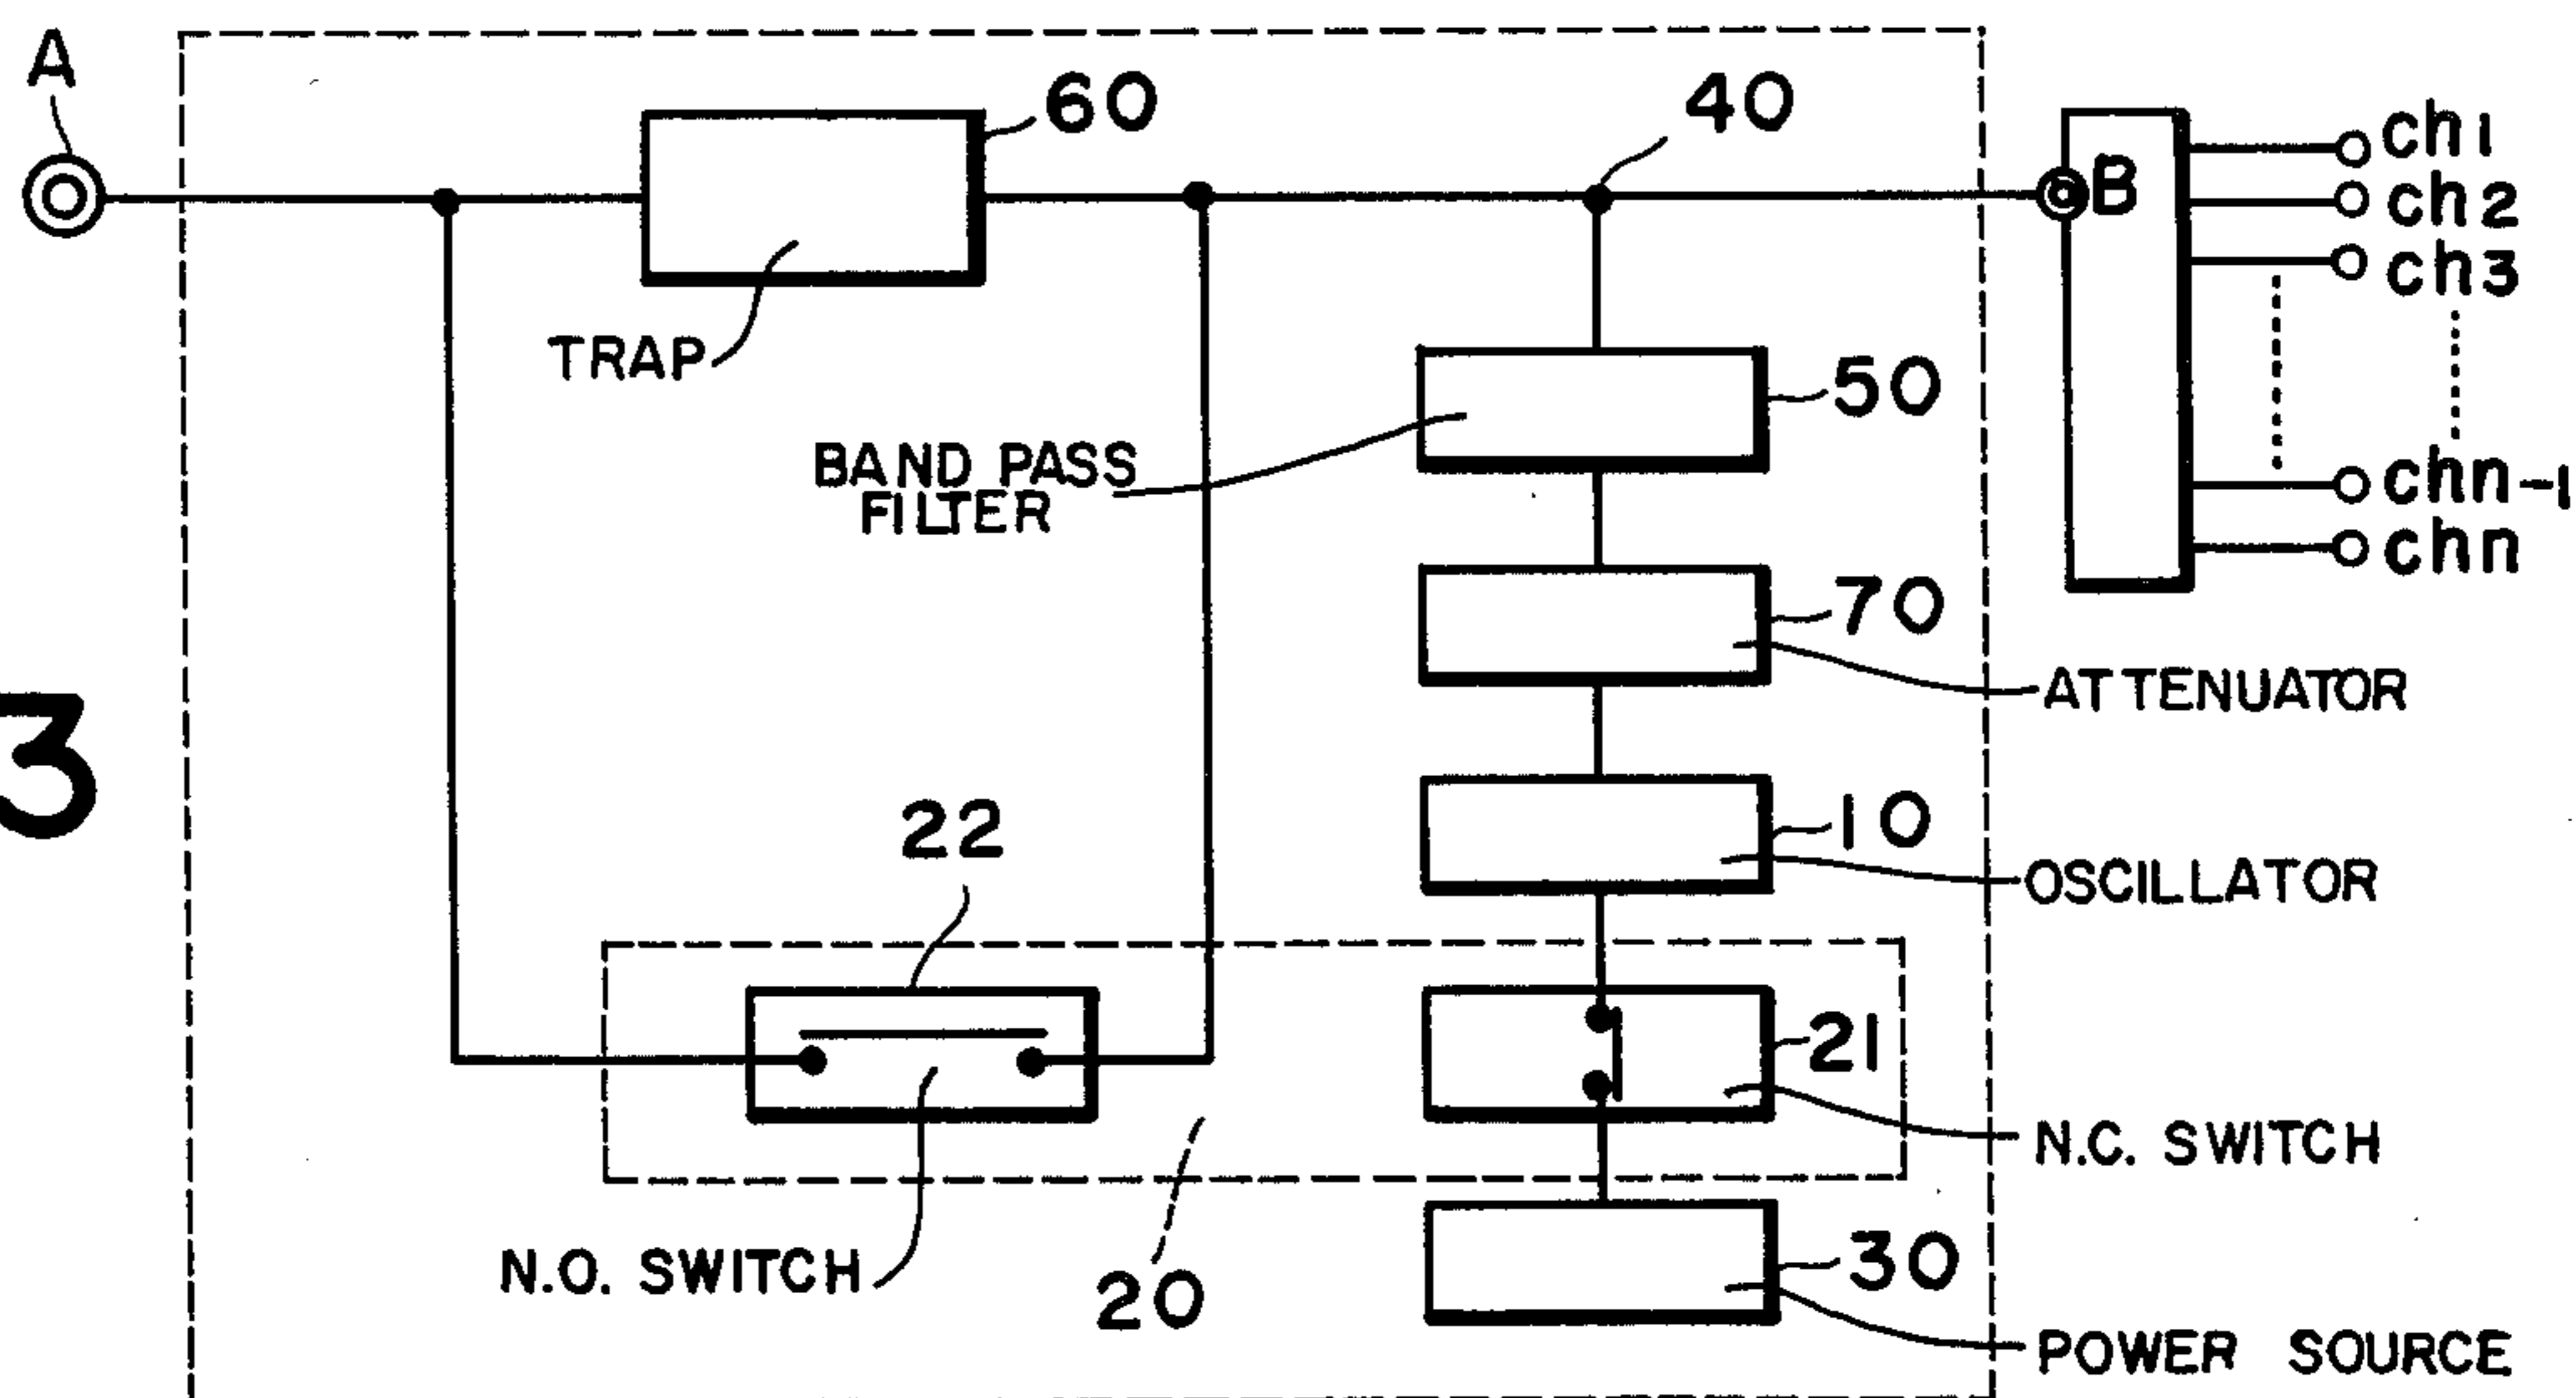 A
60
40
B
ch1
ch2
ch3
chn-1
chn
TRAP
50
BAND PASS
FILTER
70
ATTENUATOR
3
22
10
OSCILLATOR
21
N.C. SWITCH
N.O. SWITCH
20
30
POWER SOURCE